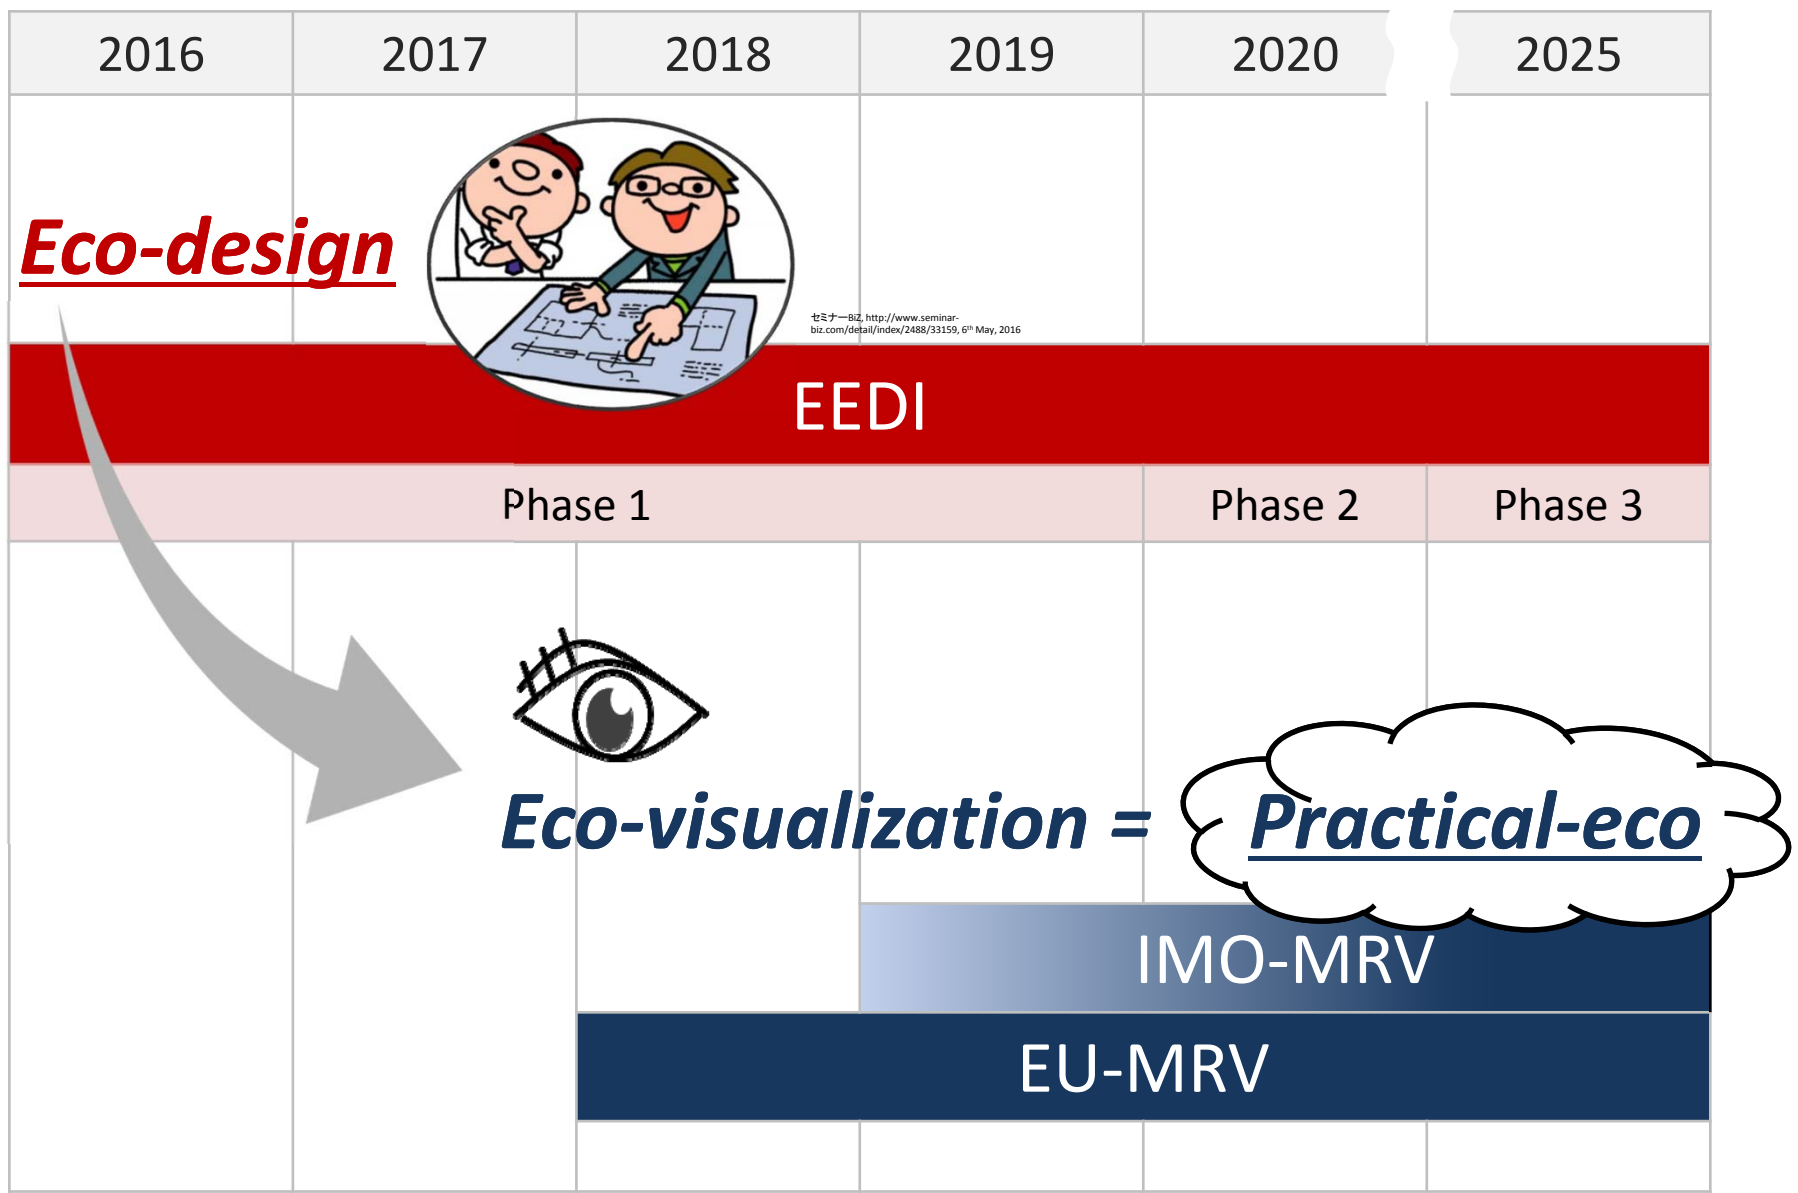 2016 2017 2018 2019 2020 2025
Eco-design
セミナーBiZ, http://www.seminar-
biz.com/detail/index/2488/33159, 6th May, 2016
EEDI
Phase 1 Phase 2 Phase 3
Eco-visualization = Practical-eco
IMO-MRV
EU-MRV